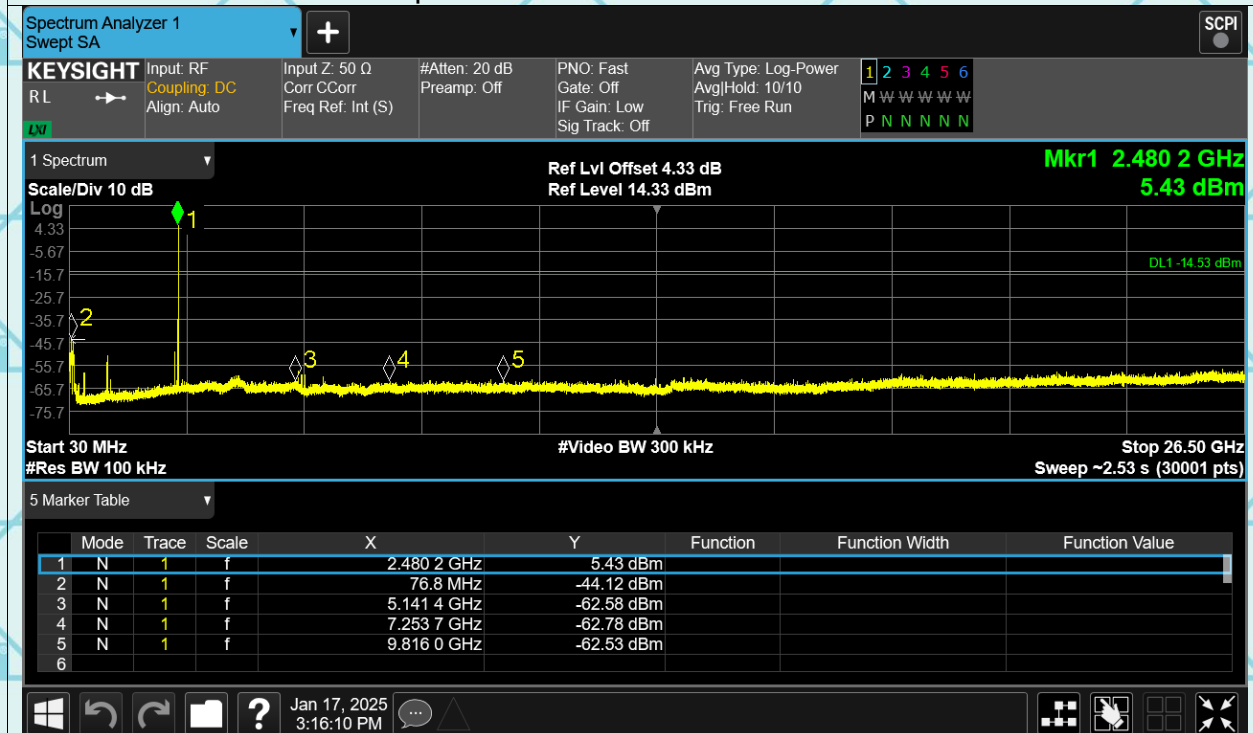 Spectrum Analyzer 1
Swept SA
+
SCPI
KEYSIGHT
R L
LXI
Input: RF
Coupling: DC
Align: Auto
Input Z: 50 Ω
Corr CCorr
Freq Ref: Int (S)
#Atten: 20 dB
Preamp: Off
PNO: Fast
Gate: Off
IF Gain: Low
Sig Track: Off
Avg Type: Log-Power
Avg|Hold: 10/10
Trig: Free Run
1 2 3 4 5 6
M W W W W W
P N N N N N
1 Spectrum
Scale/Div 10 dB
Ref Lvl Offset 4.33 dB
Ref Level 14.33 dBm
Mkr1 2.480 2 GHz
5.43 dBm
Log
4.33
-5.67
-15.7
-25.7
-35.7
-45.7
-55.7
-65.7
-75.7
1
DL1 -14.53 dBm
2
3
4
5
Start 30 MHz
#Video BW 300 kHz
Stop 26.50 GHz
#Res BW 100 kHz
Sweep ~2.53 s (30001 pts)
5 Marker Table
Mode Trace Scale X Y Function Function Width Function Value
1 N 1 f 2.480 2 GHz 5.43 dBm
2 N 1 f 76.8 MHz -44.12 dBm
3 N 1 f 5.141 4 GHz -62.58 dBm
4 N 1 f 7.253 7 GHz -62.78 dBm
5 N 1 f 9.816 0 GHz -62.53 dBm
6
?
Jan 17, 2025
3:16:10 PM